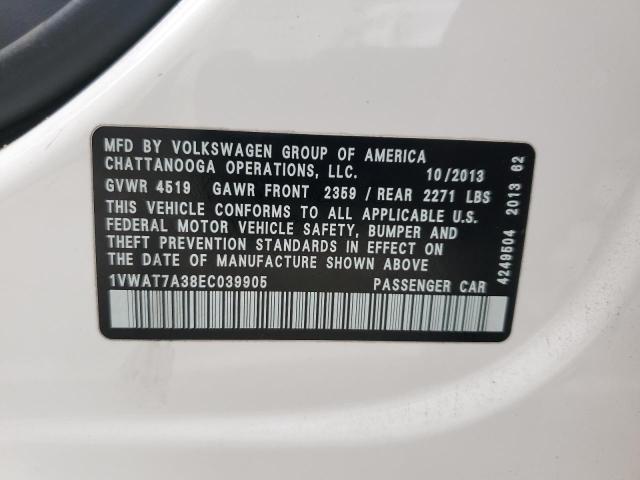 MFD BY VOLKSWAGEN GROUP OF AMERICA
CHATTANOOGA OPERATIONS, LLC. 10/2013
GVWR 4519 GAWR FRONT 2359 / REAR 2271 LBS
THIS VEHICLE CONFORMS TO ALL APPLICABLE U.S.
FEDERAL MOTOR VEHICLE SAFETY, BUMPER AND
THEFT PREVENTION STANDARDS IN EFFECT ON
THE DATE OF MANUFACTURE SHOWN ABOVE
1VWAT7A38EC039905 PASSENGER CAR
4249504 2013 62